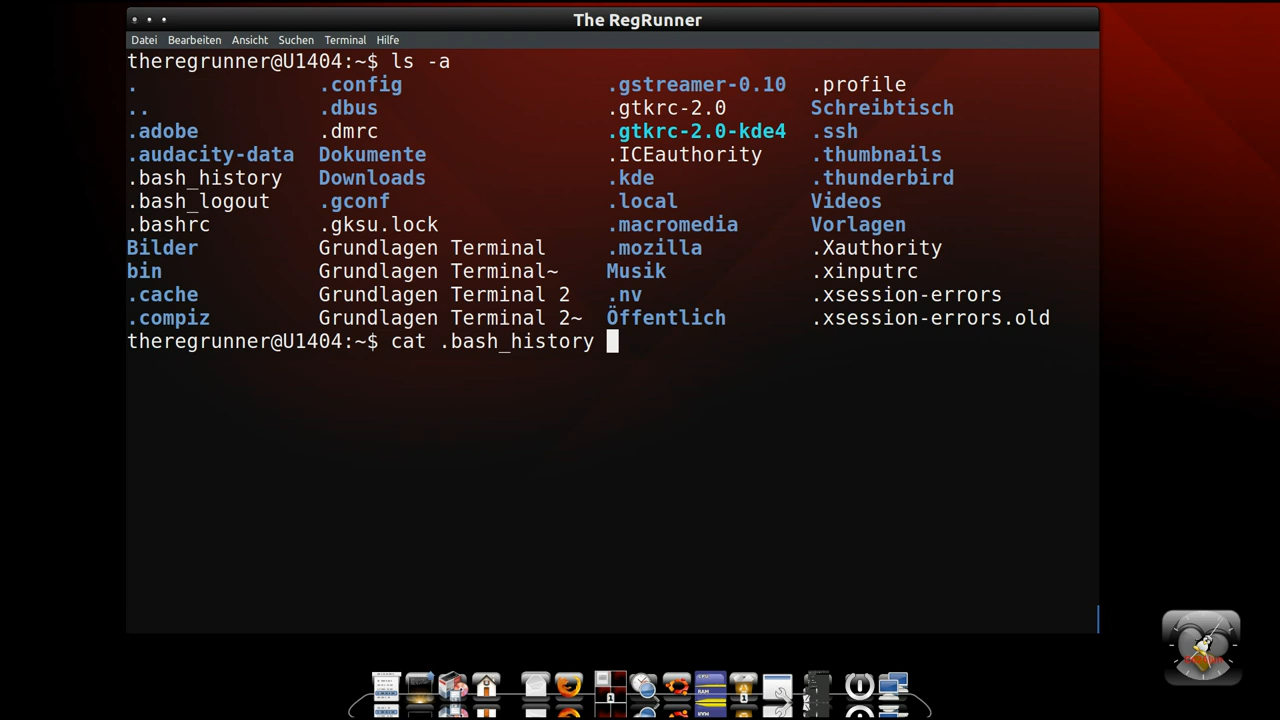 The RegRunner
Datei Bearbeiten Ansicht Suchen Terminal Hilfe
theregrunner@U1404:~$ ls -a
. .config .gstreamer-0.10 .profile
.. .dbus .gtkrc-2.0 Schreibtisch
.adobe .dmrc .gtkrc-2.0-kde4 .ssh
.audacity-data Dokumente .ICEauthority .thumbnails
.bash_history Downloads .kde .thunderbird
.bash_logout .gconf .local Videos
.bashrc .gksu.lock .macromedia Vorlagen
Bilder Grundlagen Terminal .mozilla .Xauthority
bin Grundlagen Terminal~ Musik .xinputrc
.cache Grundlagen Terminal 2 .nv .xsession-errors
.compiz Grundlagen Terminal 2~ Öffentlich .xsession-errors.old
theregrunner@U1404:~$ cat .bash_history